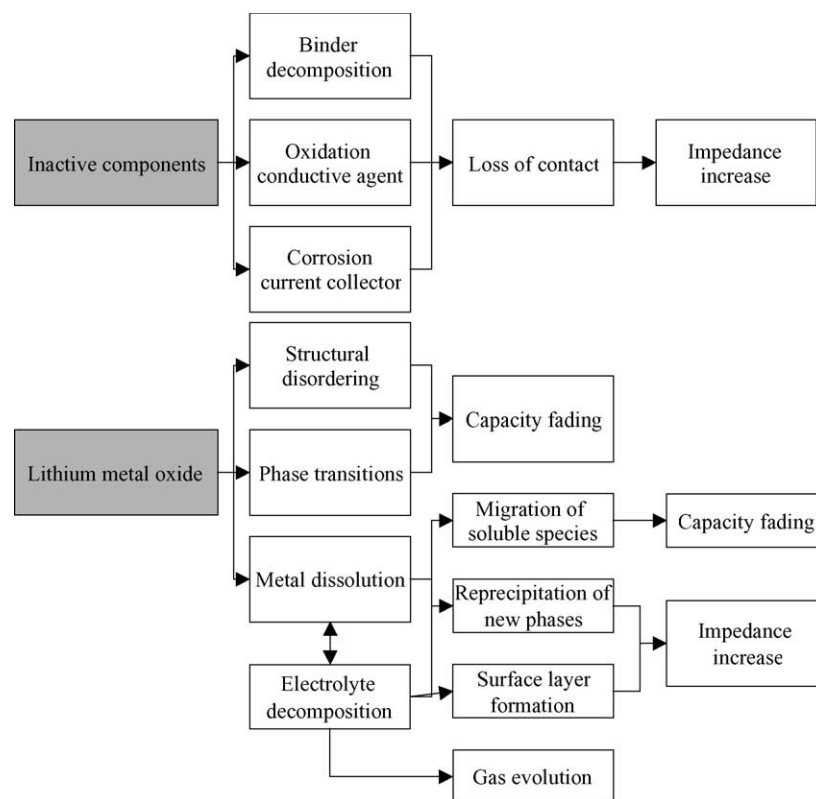 Binder
decomposition
Inactive components
Oxidation
conductive agent
Loss of contact
Impedance
increase
Corrosion
current collector
Structural
disordering
Capacity fading
Lithium metal oxide
Phase transitions
Migration of
soluble species
Capacity fading
Metal dissolution
Reprecipitation of
new phases
Impedance
increase
Electrolyte
decomposition
Surface layer
formation
Gas evolution